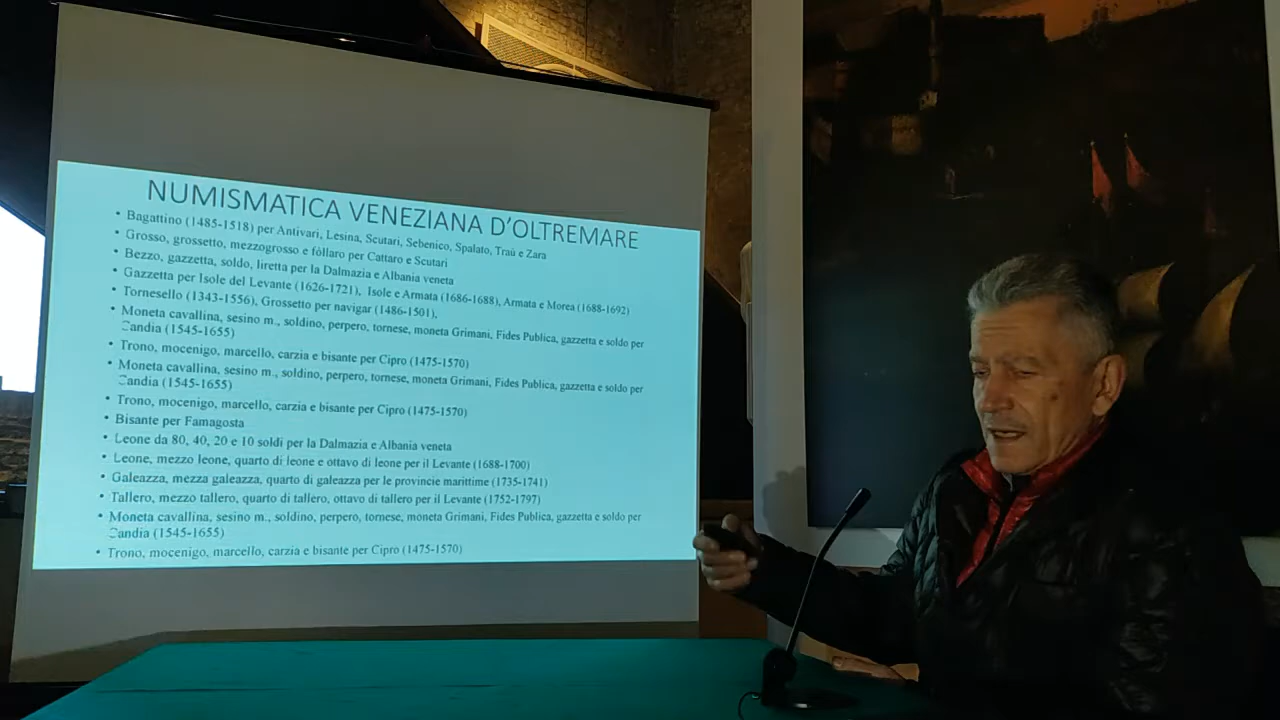 NUMISMATICA VENEZIANA D'OLTREMARE
• Bagattino (1485-1518) per Antivari, Lesina, Scutari, Sebenico, Spalato, Traù e Zara
• Grosso, grossetto, mezzogrosso e fòllaro per Cattaro e Scutari
• Bezzo, gazzetta, soldo, liretta per la Dalmazia e Albania veneta
• Gazzetta per Isole del Levante (1626-1721), Isole e Armata (1686-1688), Armata e Morea (1688-1692)
• Tornesello (1343-1556), Grossetto per navigar (1486-1501),
• Moneta cavallina, sesino m., soldino, perpero, tornese, moneta Grimani, Fides Publica, gazzetta e soldo per
Candia (1545-1655)
• Trono, mocenigo, marcello, carzia e bisante per Cipro (1475-1570)
• Moneta cavallina, sesino m., soldino, perpero, tornese, moneta Grimani, Fides Publica, gazzetta e soldo per
Candia (1545-1655)
• Trono, mocenigo, marcello, carzia e bisante per Cipro (1475-1570)
• Bisante per Famagosta
• Leone da 80, 40, 20 e 10 soldi per la Dalmazia e Albania veneta
• Leone, mezzo leone, quarto di leone e ottavo di leone per il Levante (1688-1700)
• Galeazza, mezza galeazza, quarto di galeazza per le provincie marittime (1735-1741)
• Tallero, mezzo tallero, quarto di tallero, ottavo di tallero per il Levante (1752-1797)
• Moneta cavallina, sesino m., soldino, perpero, tornese, moneta Grimani, Fides Publica, gazzetta e soldo per
Candia (1545-1655)
• Trono, mocenigo, marcello, carzia e bisante per Cipro (1475-1570)